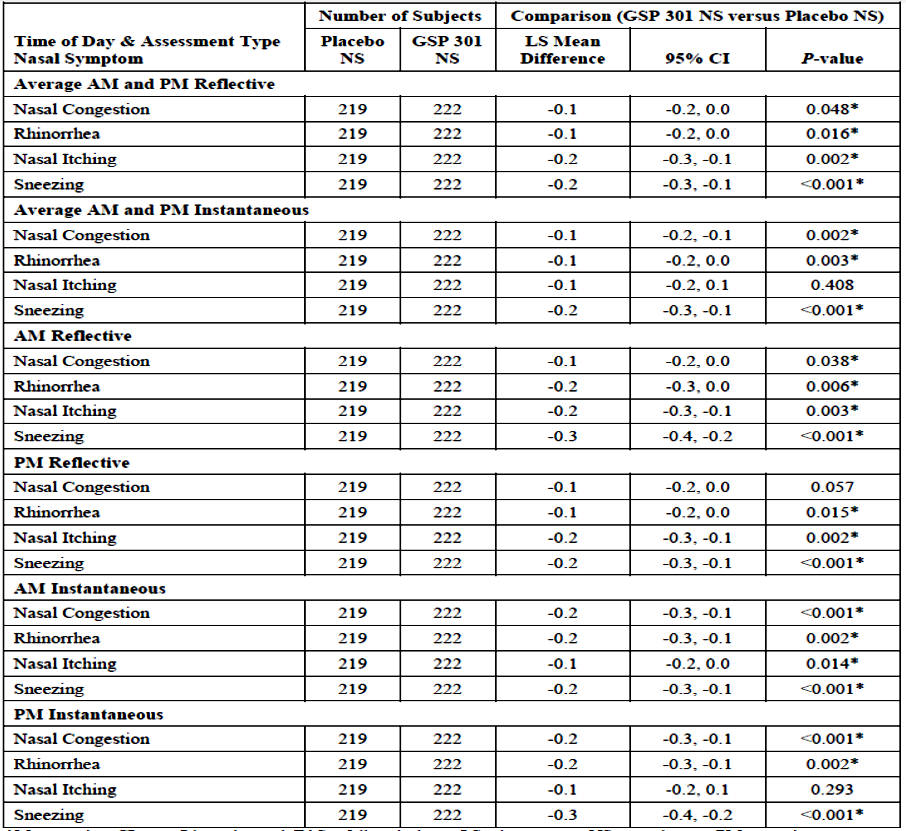 Number of Subjects Comparison (GSP 301 NS versus Placebo NS)
Time of Day & Assessment Type Placebo GSP 301 LS Mean
Nasal Symptom NS NS Difference 95% CI P-value
Average AM and PM Reflective
Nasal Congestion 219 222 -0.1 -0.2, 0.0 0.048*
Rhinorrhea 219 222 -0.1 -0.2, 0.0 0.016*
Nasal Itching 219 222 -0.2 -0.3, -0.1 0.002*
Sneezing 219 222 -0.2 -0.3, -0.1 <0.001*
Average AM and PM Instantaneous
Nasal Congestion 219 222 -0.1 -0.2, -0.1 0.002*
Rhinorrhea 219 222 -0.1 -0.2, 0.0 0.003*
Nasal Itching 219 222 -0.1 -0.2, 0.1 0.408
Sneezing 219 222 -0.2 -0.3, -0.1 <0.001*
AM Reflective
Nasal Congestion 219 222 -0.1 -0.2, 0.0 0.038*
Rhinorrhea 219 222 -0.2 -0.3, 0.0 0.006*
Nasal Itching 219 222 -0.2 -0.3, -0.1 0.003*
Sneezing 219 222 -0.3 -0.4, -0.2 <0.001*
PM Reflective
Nasal Congestion 219 222 -0.1 -0.2, 0.0 0.057
Rhinorrhea 219 222 -0.1 -0.2, 0.0 0.015*
Nasal Itching 219 222 -0.2 -0.3, -0.1 0.002*
Sneezing 219 222 -0.2 -0.3, -0.1 <0.001*
AM Instantaneous
Nasal Congestion 219 222 -0.2 -0.3, -0.1 <0.001*
Rhinorrhea 219 222 -0.2 -0.3, -0.1 0.002*
Nasal Itching 219 222 -0.1 -0.2, 0.0 0.014*
Sneezing 219 222 -0.2 -0.3, -0.1 <0.001*
PM Instantaneous
Nasal Congestion 219 222 -0.2 -0.3, -0.1 <0.001*
Rhinorrhea 219 222 -0.2 -0.3, -0.1 0.002*
Nasal Itching 219 222 -0.1 -0.2, 0.1 0.293
Sneezing 219 222 -0.3 -0.4, -0.2 <0.001*